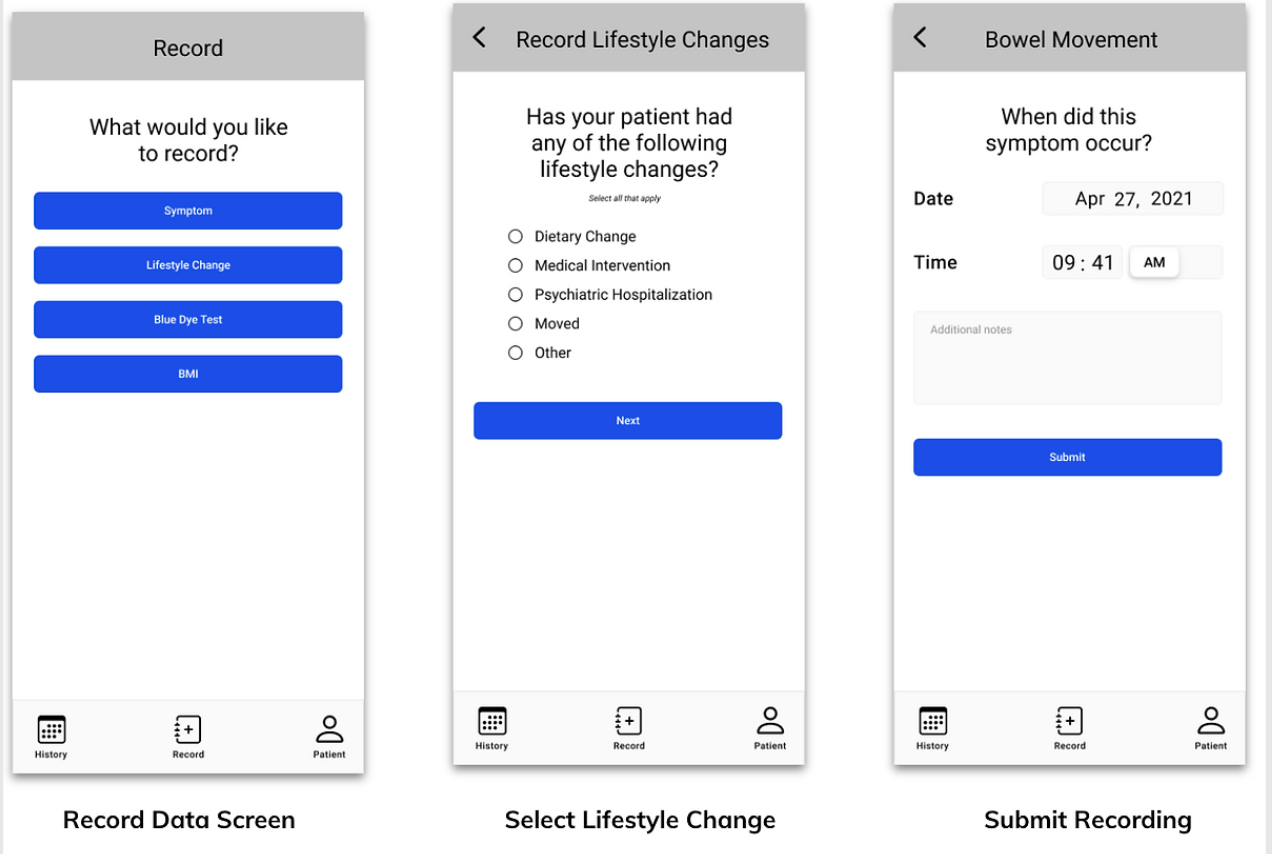 Record
What would you like
to record?
Symptom
Lifestyle Change
Blue Dye Test
BMI
History
Record
Patient
Record Data Screen
Record Lifestyle Changes
Has your patient had
any of the following
lifestyle changes?
Select all that apply
Dietary Change
Medical Intervention
Psychiatric Hospitalization
Moved
Other
Next
History
Record
Patient
Select Lifestyle Change
Bowel Movement
When did this
symptom occur?
Date Apr 27, 2021
Time 09 : 41 AM
Additional notes
Submit
History
Record
Patient
Submit Recording